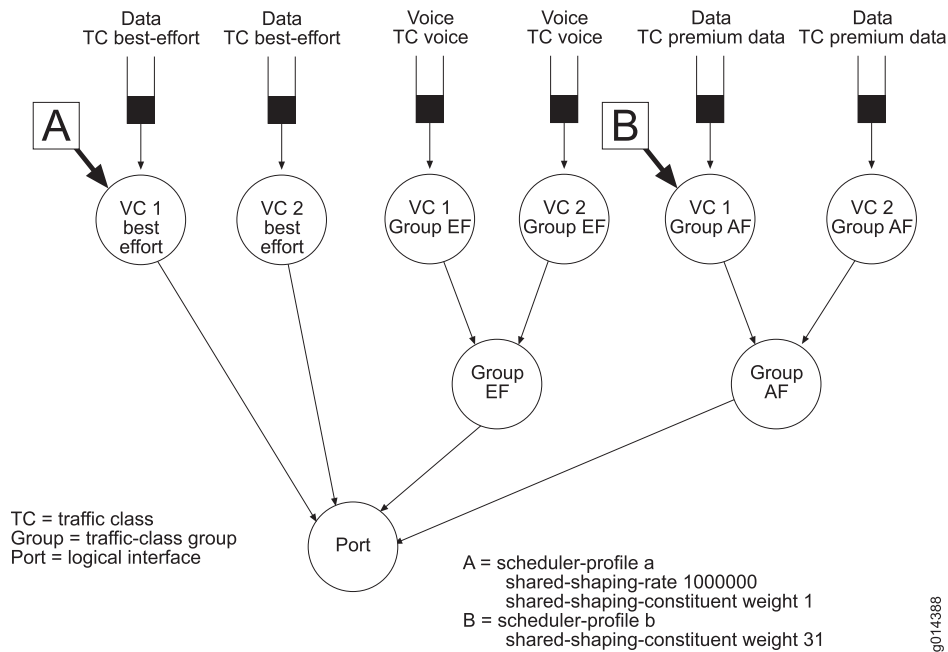 Data
TC best-effort
Data
TC best-effort
Voice
TC voice
Voice
TC voice
Data
TC premium data
Data
TC premium data
A
B
VC 1
best
effort
VC 2
best
effort
VC 1
Group EF
VC 2
Group EF
VC 1
Group AF
VC 2
Group AF
Group
EF
Group
AF
Port
TC = traffic class
Group = traffic-class group
Port = logical interface
A = scheduler-profile a
shared-shaping-rate 1000000
shared-shaping-constituent weight 1
B = scheduler-profile b
shared-shaping-constituent weight 31
g014388